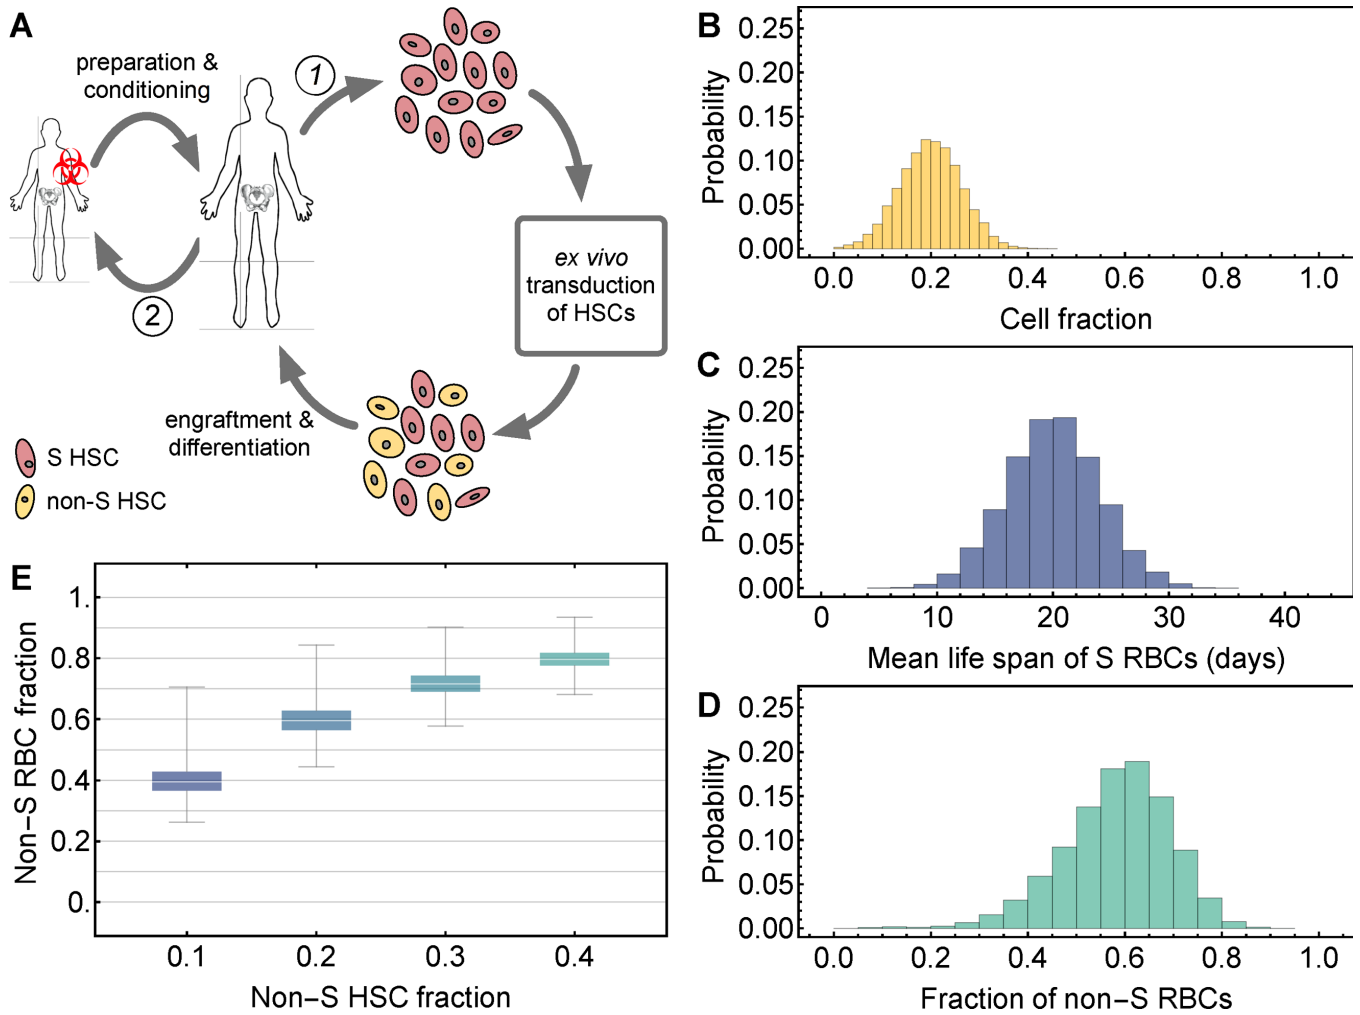 A
preparation &
conditioning
1
2
ex vivo
transduction
of HSCs
engraftment &
differentiation
S HSC
non-S HSC
B
Probability
0.25
0.20
0.15
0.10
0.05
0.00
0.0 0.2 0.4 0.6 0.8 1.0
Cell fraction
C
Probability
0.25
0.20
0.15
0.10
0.05
0.00
0 10 20 30 40
Mean life span of S RBCs (days)
D
Probability
0.25
0.20
0.15
0.10
0.05
0.00
0.0 0.2 0.4 0.6 0.8 1.0
Fraction of non−S RBCs
E
Non−S RBC fraction
1.
0.8
0.6
0.4
0.2
0.
0.1 0.2 0.3 0.4
Non−S HSC fraction